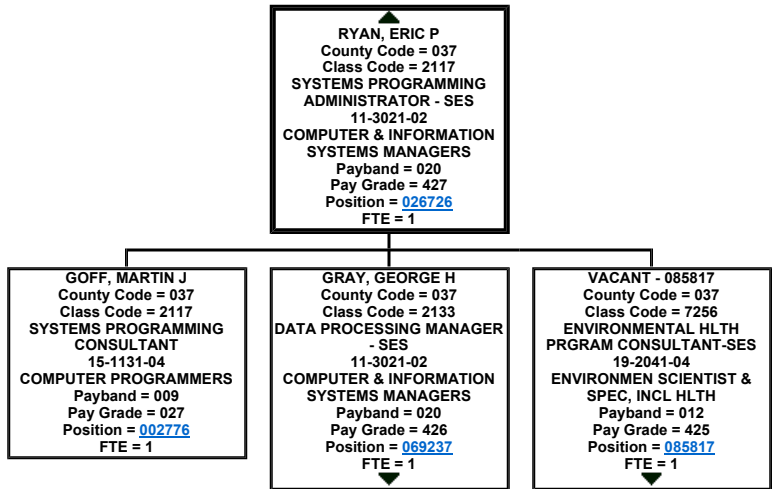 RYAN, ERIC P
County Code = 037
Class Code = 2117
SYSTEMS PROGRAMMING
ADMINISTRATOR - SES
11-3021-02
COMPUTER & INFORMATION
SYSTEMS MANAGERS
Payband = 020
Pay Grade = 427
Position = 026726
FTE = 1
GOFF, MARTIN J
County Code = 037
Class Code = 2117
SYSTEMS PROGRAMMING
CONSULTANT
15-1131-04
COMPUTER PROGRAMMERS
Payband = 009
Pay Grade = 027
Position = 002776
FTE = 1
GRAY, GEORGE H
County Code = 037
Class Code = 2133
DATA PROCESSING MANAGER
- SES
11-3021-02
COMPUTER & INFORMATION
SYSTEMS MANAGERS
Payband = 020
Pay Grade = 426
Position = 069237
FTE = 1
VACANT - 085817
County Code = 037
Class Code = 7256
ENVIRONMENTAL HLTH
PRGRAM CONSULTANT-SES
19-2041-04
ENVIRONMEN SCIENTIST &
SPEC, INCL HLTH
Payband = 012
Pay Grade = 425
Position = 085817
FTE = 1